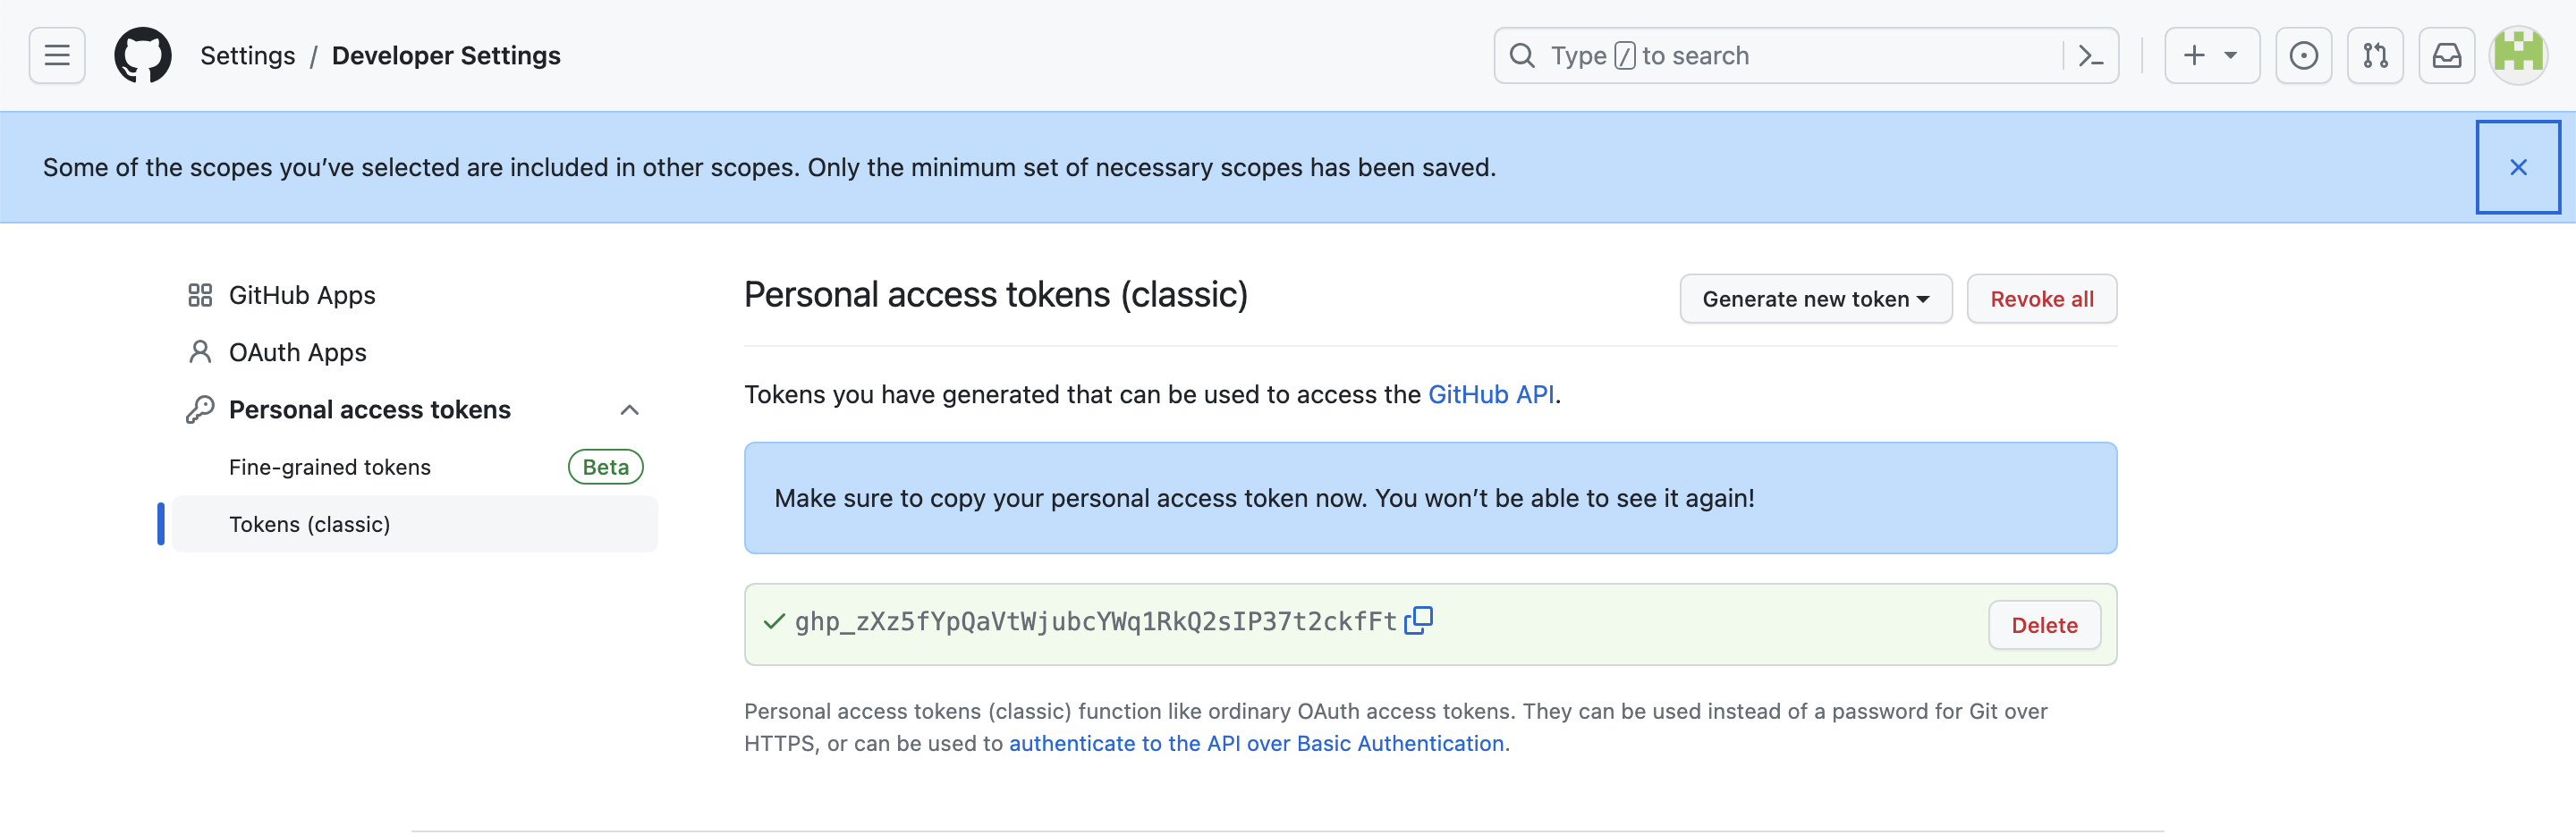 Settings / Developer Settings
Type / to search
Some of the scopes you’ve selected are included in other scopes. Only the minimum set of necessary scopes has been saved.
GitHub Apps
OAuth Apps
Personal access tokens
Fine-grained tokens Beta
Tokens (classic)
Personal access tokens (classic)
Generate new token
Revoke all
Tokens you have generated that can be used to access the GitHub API.
Make sure to copy your personal access token now. You won’t be able to see it again!
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
Delete
Personal access tokens (classic) function like ordinary OAuth access tokens. They can be used instead of a password for Git over
HTTPS, or can be used to authenticate to the API over Basic Authentication.